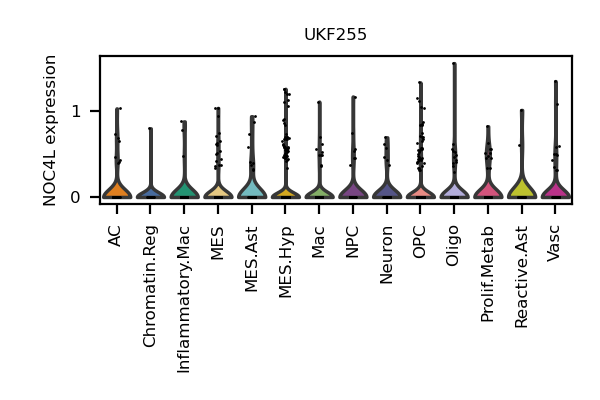 UKF255
NOC4L expression
1
0
AC
Chromatin.Reg
Inflammatory.Mac
MES
MES.Ast
MES.Hyp
Mac
NPC
Neuron
OPC
Oligo
Prolif.Metab
Reactive.Ast
Vasc